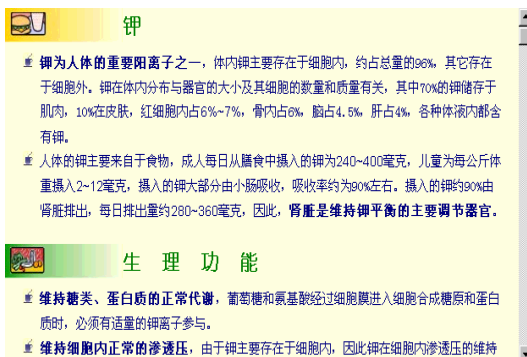 钾
钾为人体的重要阳离子之一，体内钾主要存在于细胞内，约占总量的96%，其它存在
于细胞外。钾在体内分布与器官的大小及其细胞的数量和质量有关，其中70%的钾储存于
肌肉，10%在皮肤，红细胞内占6%~7%，骨内占6%，脑占4.5%，肝占4%，各种体液内都含
有钾。
人体的钾主要来自于食物，成人每日从膳食中摄入的钾为240~400毫克，儿童为每公斤体
重摄入2~12毫克，摄入的钾大部分由小肠吸收，吸收率约为90%左右。摄入的钾约90%由
肾脏排出，每日排出量约280~360毫克，因此，肾脏是维持钾平衡的主要调节器官。
生理功能
维持糖类、蛋白质的正常代谢，葡萄糖和氨基酸经过细胞膜进入细胞合成糖原和蛋白
质时，必须有适量的钾离子参与。
维持细胞内正常的渗透压，由于钾主要存在于细胞内，因此钾在细胞内渗透压的维持